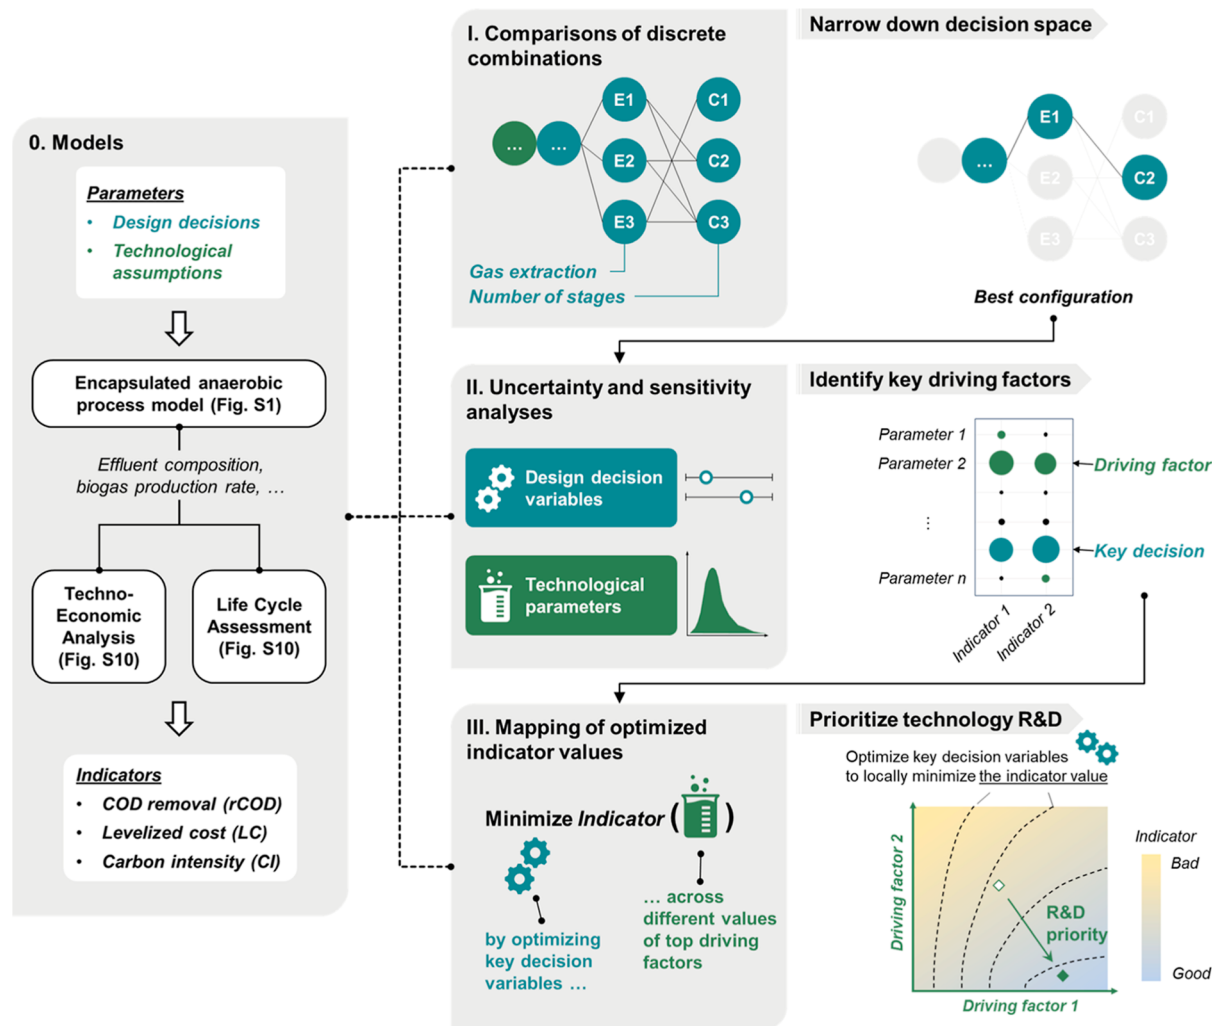 0. Models
Parameters
• Design decisions
• Technological
assumptions
Encapsulated anaerobic
process model (Fig. S1)
Effluent composition,
biogas production rate, …
Techno-
Economic
Analysis
(Fig. S10)
Life Cycle
Assessment
(Fig. S10)
Indicators
• COD removal (rCOD)
• Levelized cost (LC)
• Carbon intensity (CI)
I. Comparisons of discrete
combinations
…
…
E1
E2
E3
C1
C2
C3
Gas extraction
Number of stages
Narrow down decision space
…
E1
E2
E3
C1
C2
C3
Best configuration
II. Uncertainty and sensitivity
analyses
Design decision
variables
Technological
parameters
Identify key driving factors
Parameter 1
Parameter 2
⋮
Parameter n
Driving factor
Key decision
Indicator 1
Indicator 2
III. Mapping of optimized
indicator values
Minimize Indicator ( )
by optimizing
key decision
variables …
… across
different values
of top driving
factors
Prioritize technology R&D
Optimize key decision variables
to locally minimize the indicator value
Driving factor 2
R&D
priority
Driving factor 1
Indicator
Bad
Good